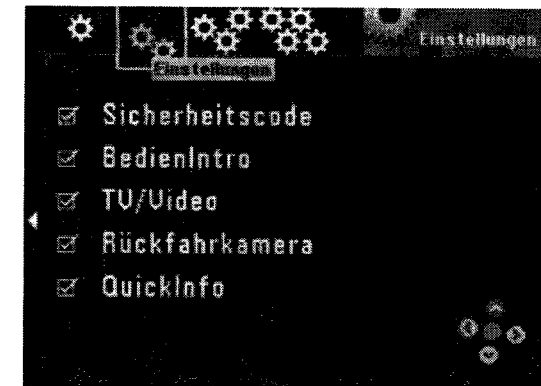 Einstellungen
Einstellungen
Sicherheitscode
BedienIntro
TV/Video
Rückfahrkamera
QuickInfo